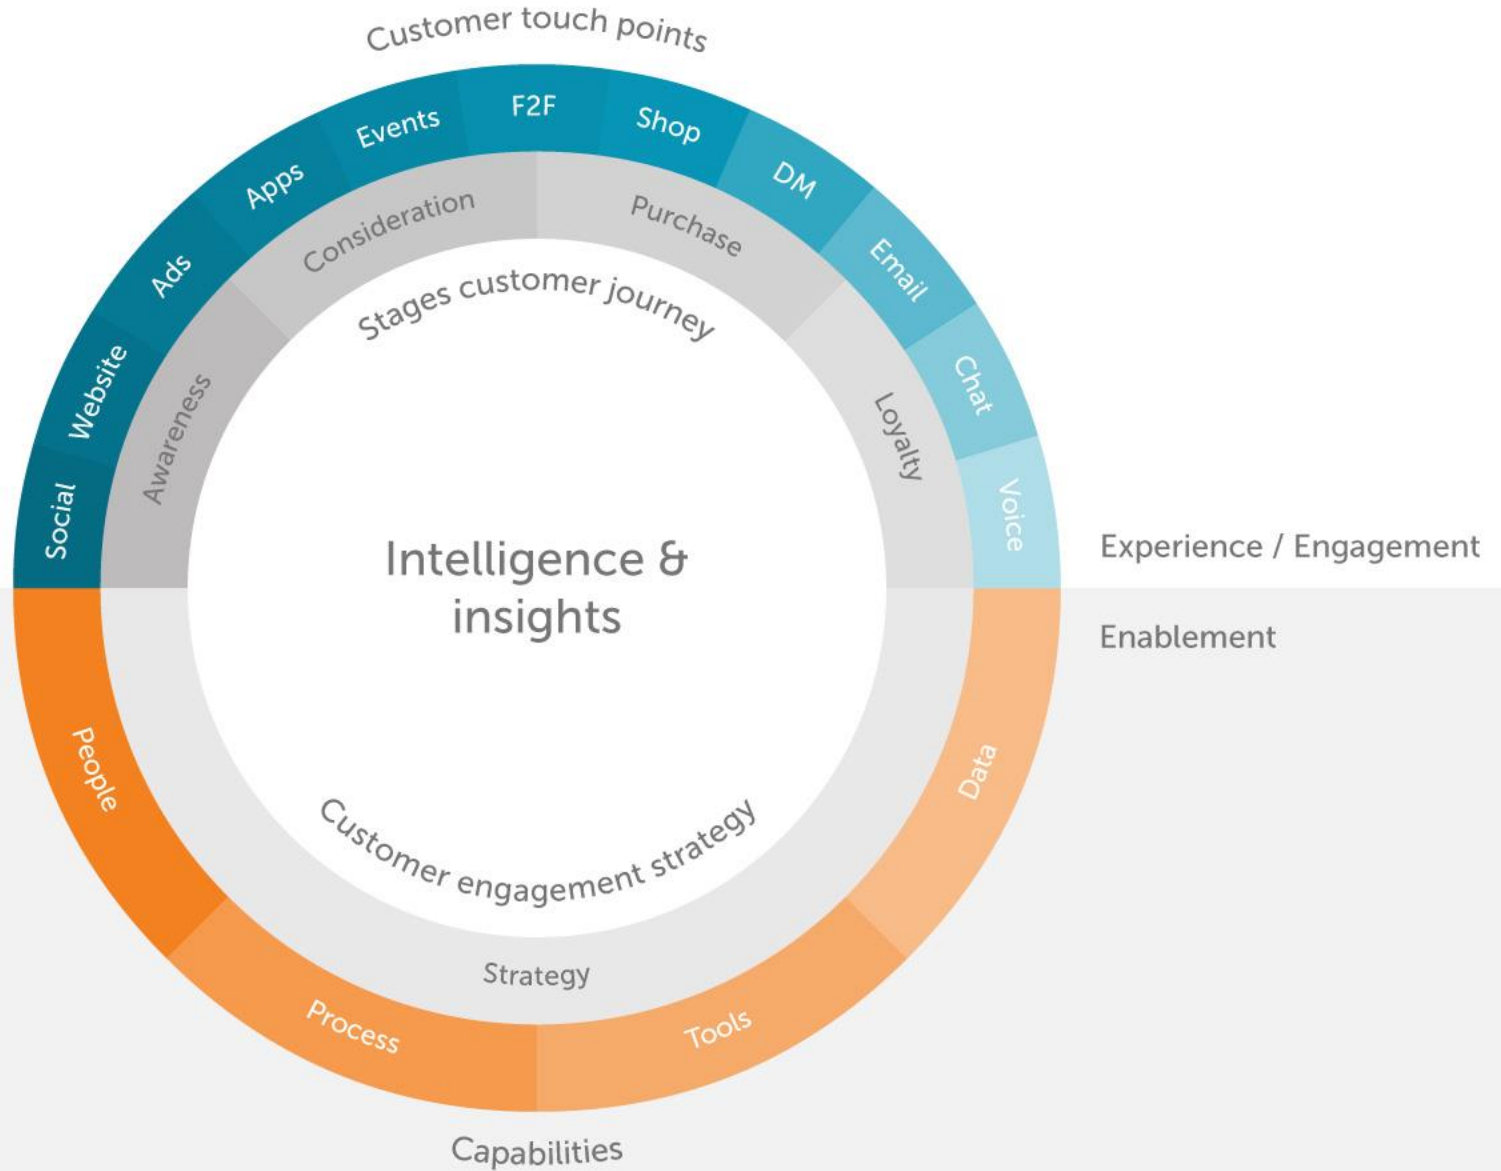 Customer touch points
Social
Website
Ads
Apps
Events
F2F
Shop
DM
Email
Chat
Voice
Awareness
Consideration
Purchase
Loyalty
Stages customer journey
Intelligence &
insights
Experience / Engagement
Enablement
Customer engagement strategy
Strategy
People
Process
Tools
Data
Capabilities